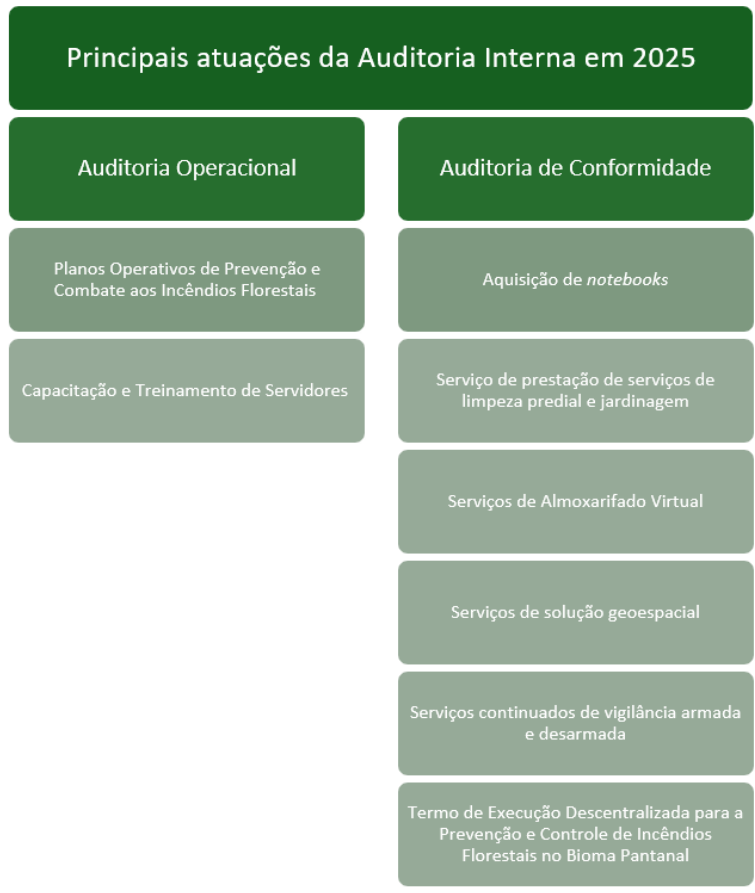 Principais atuações da Auditoria Interna em 2025
Auditoria Operacional
Planos Operativos de Prevenção e
Combate aos Incêndios Florestais
Capacitação e Treinamento de Servidores
Auditoria de Conformidade
Aquisição de notebooks
Serviço de prestação de serviços de
limpeza predial e jardinagem
Serviços de Almoxarifado Virtual
Serviços de solução geoespacial
Serviços continuados de vigilância armada
e desarmada
Termo de Execução Descentralizada para a
Prevenção e Controle de Incêndios
Florestais no Bioma Pantanal